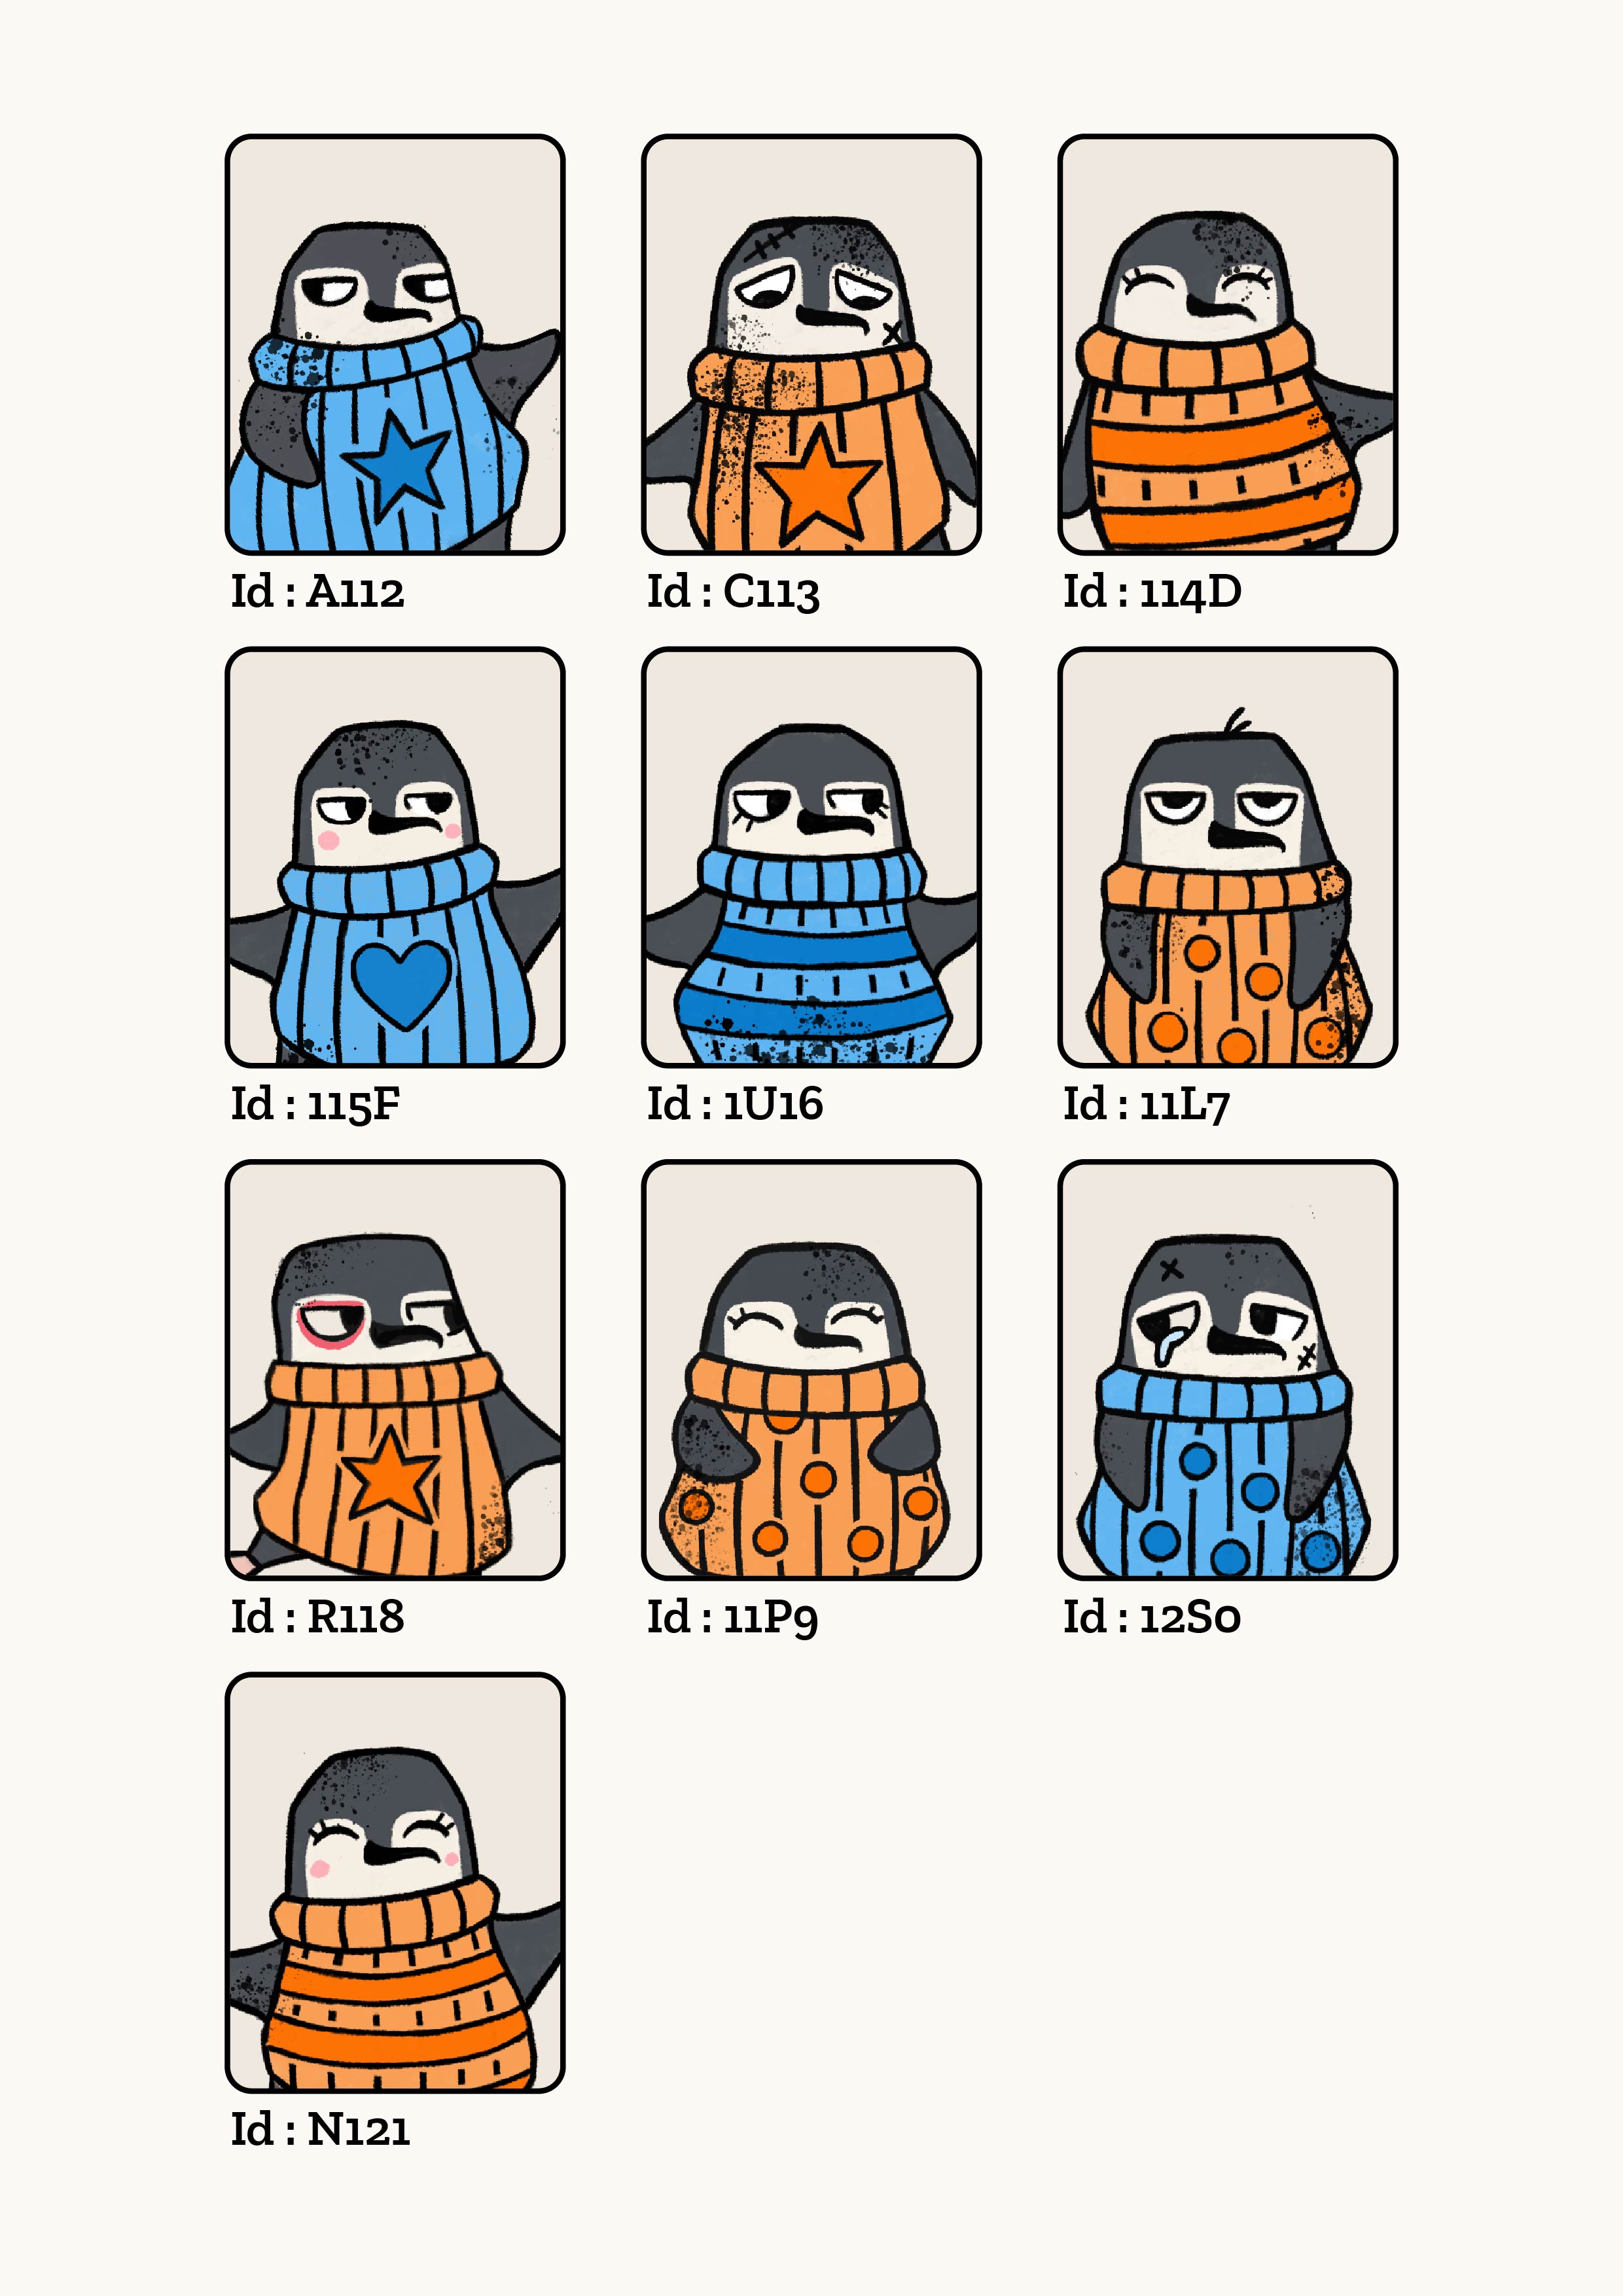 Id : A112
Id : C113
Id : 114D
Id : 115F
Id : 1U16
Id : 11L7
Id : R118
Id : 11P9
Id : 12S0
Id : N121